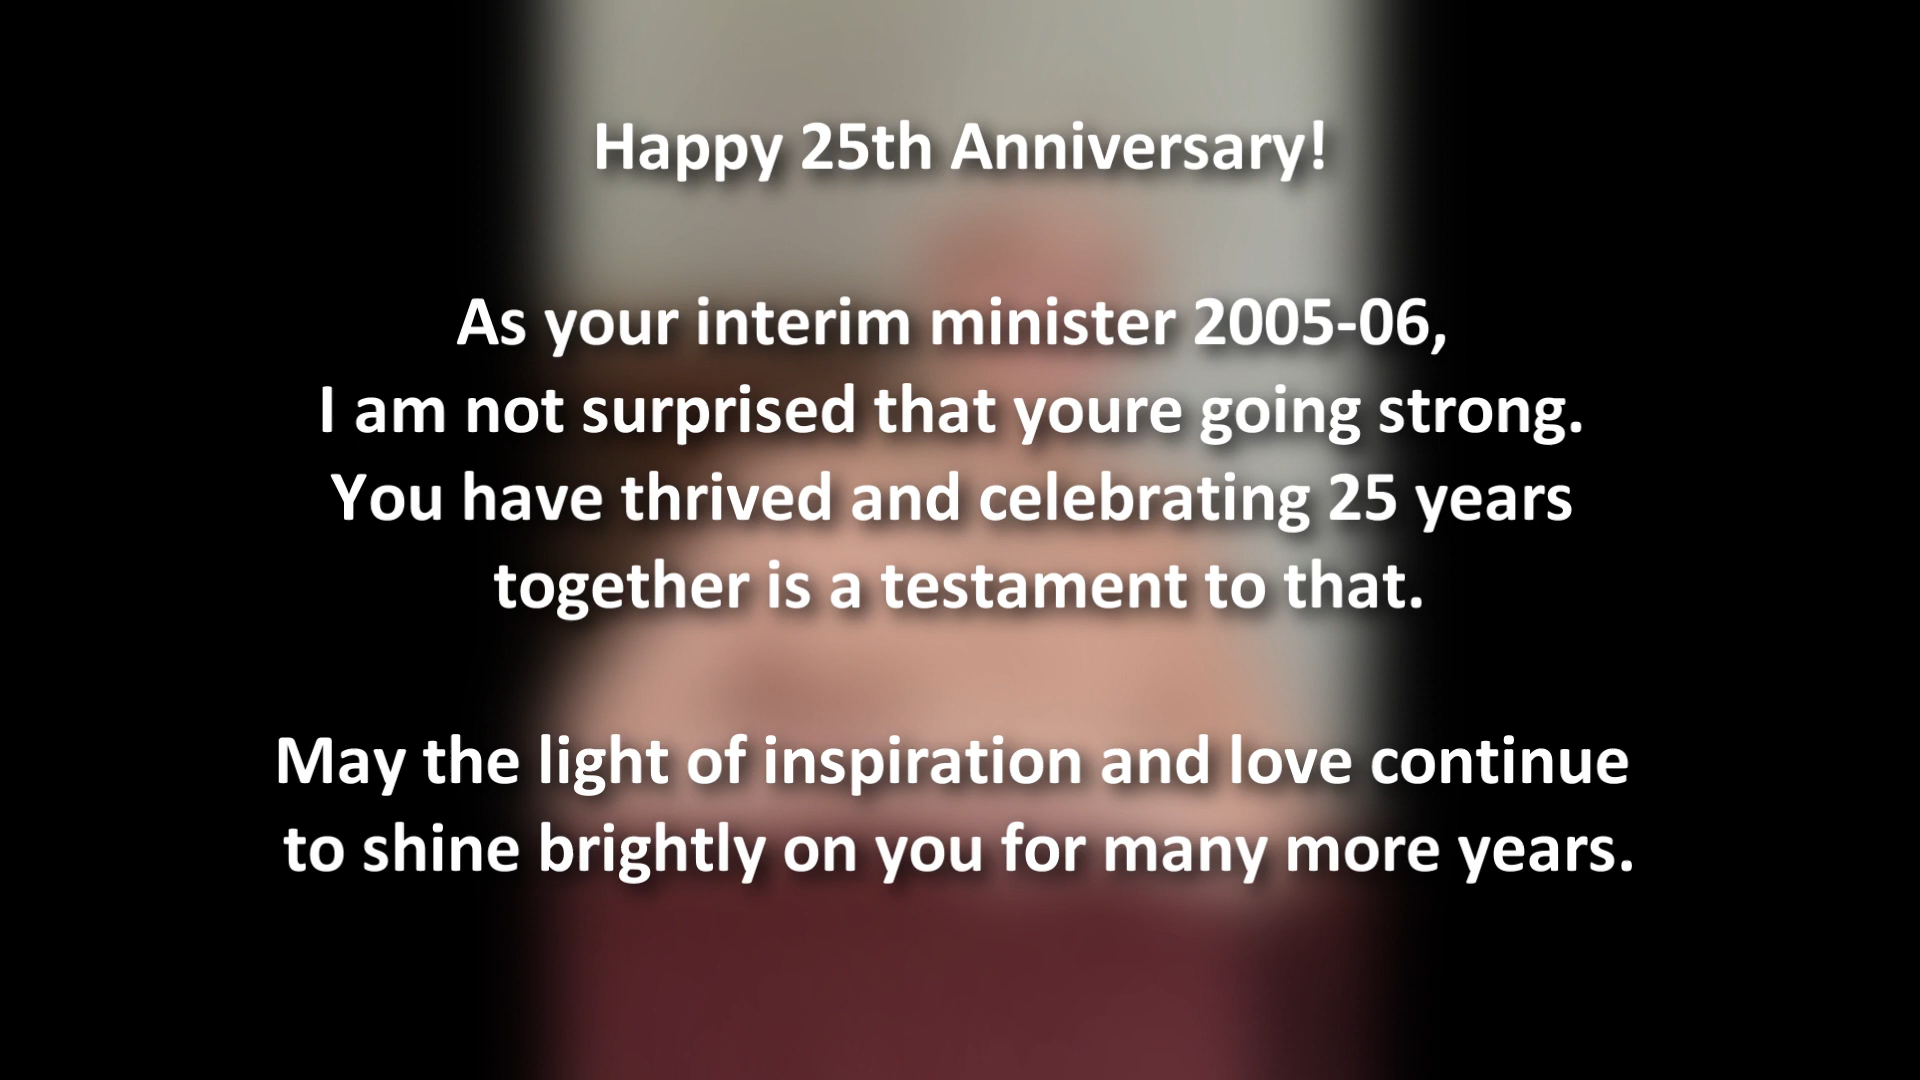 Happy 25th Anniversary!
As your interim minister 2005-06,
I am not surprised that youre going strong.
You have thrived and celebrating 25 years
together is a testament to that.
May the light of inspiration and love continue
to shine brightly on you for many more years.